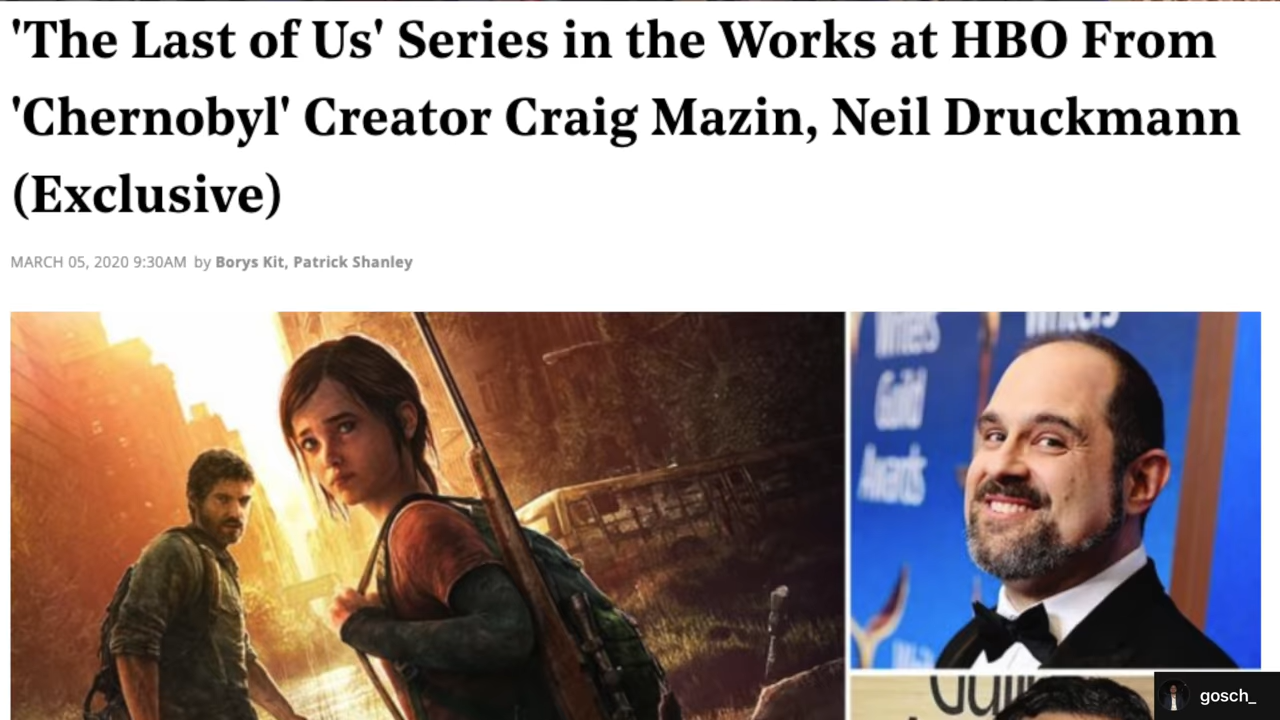 'The Last of Us' Series in the Works at HBO From
'Chernobyl' Creator Craig Mazin, Neil Druckmann
(Exclusive)
MARCH 05, 2020 9:30AM by Borys Kit, Patrick Shanley
Writers
Writers
Guild
Awards
gosch_